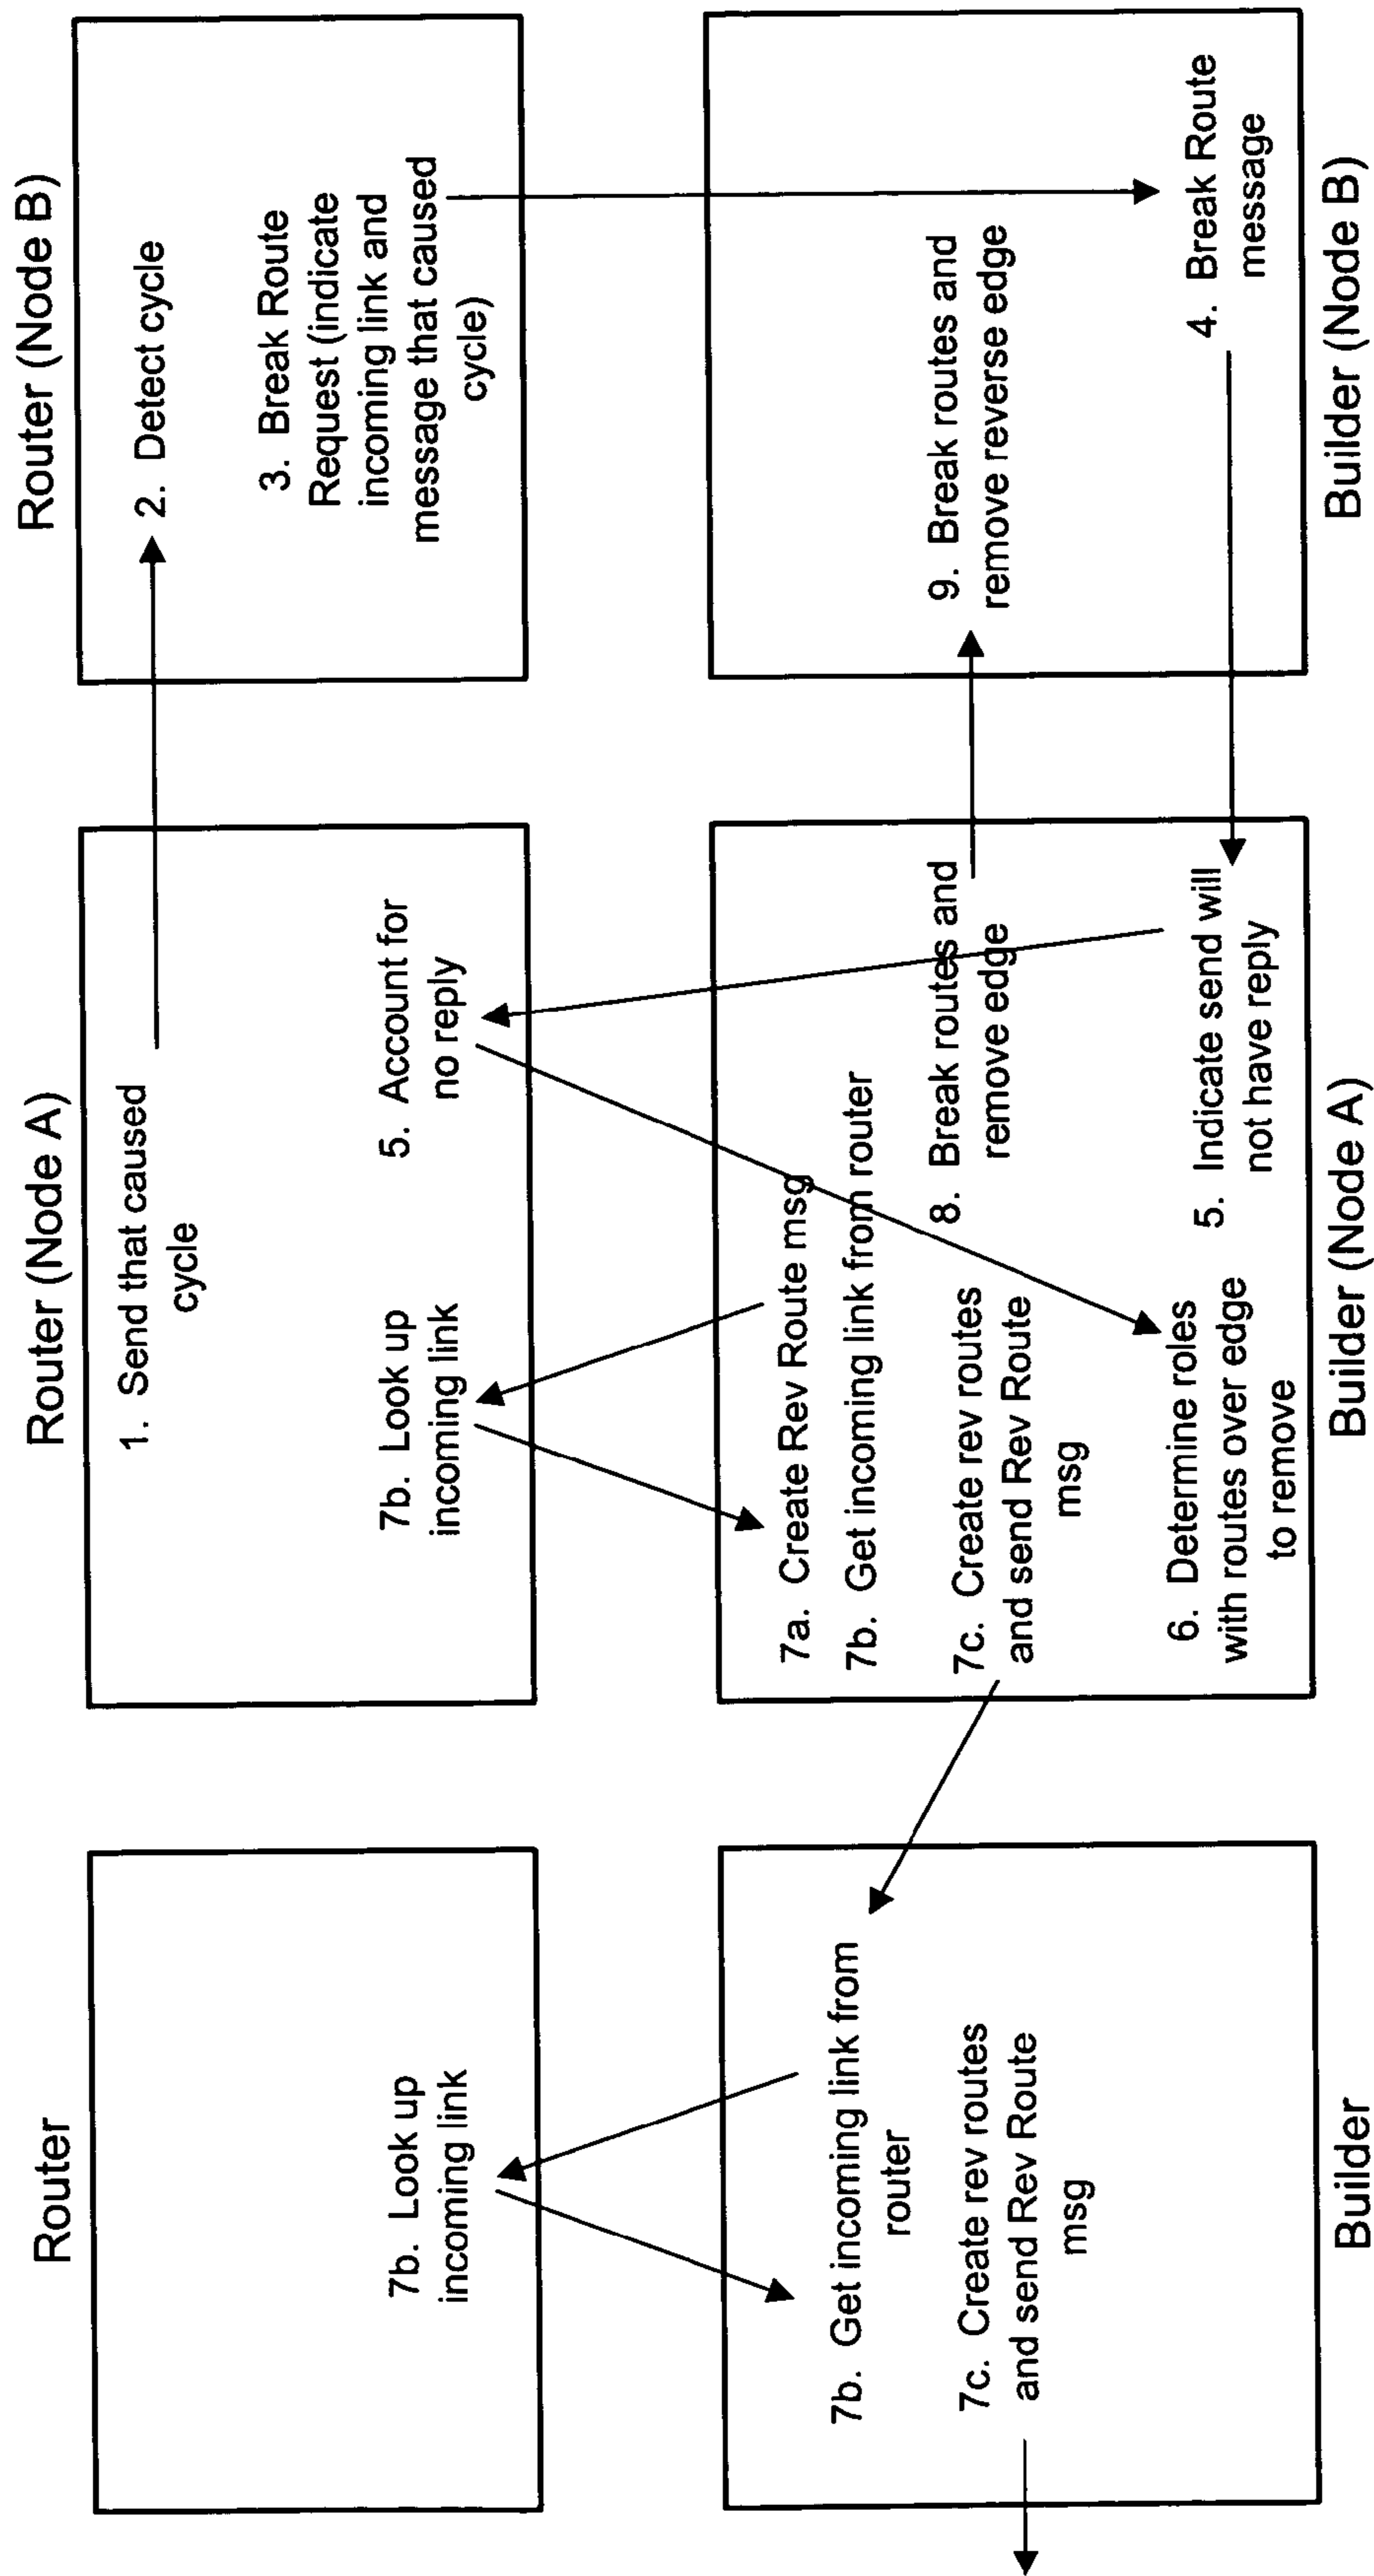 Router
7b. Look up
incoming link
7b. Get incoming link from
router
7c. Create rev routes
and send Rev Route
msg
Builder
Router (Node A)
1. Send that caused
cycle
7b. Look up
incoming link
5. Account for
no reply
7a. Create Rev Route msg
7b. Get incoming link from router
7c. Create rev routes
and send Rev Route
msg
8. Break routes and
remove edge
6. Determine roles
with routes over edge
to remove
5. Indicate send will
not have reply
Builder (Node A)
Router (Node B)
2. Detect cycle
3. Break Route
Request (indicate
incoming link and
message that caused
cycle)
9. Break routes and
remove reverse edge
4. Break Route
message
Builder (Node B)